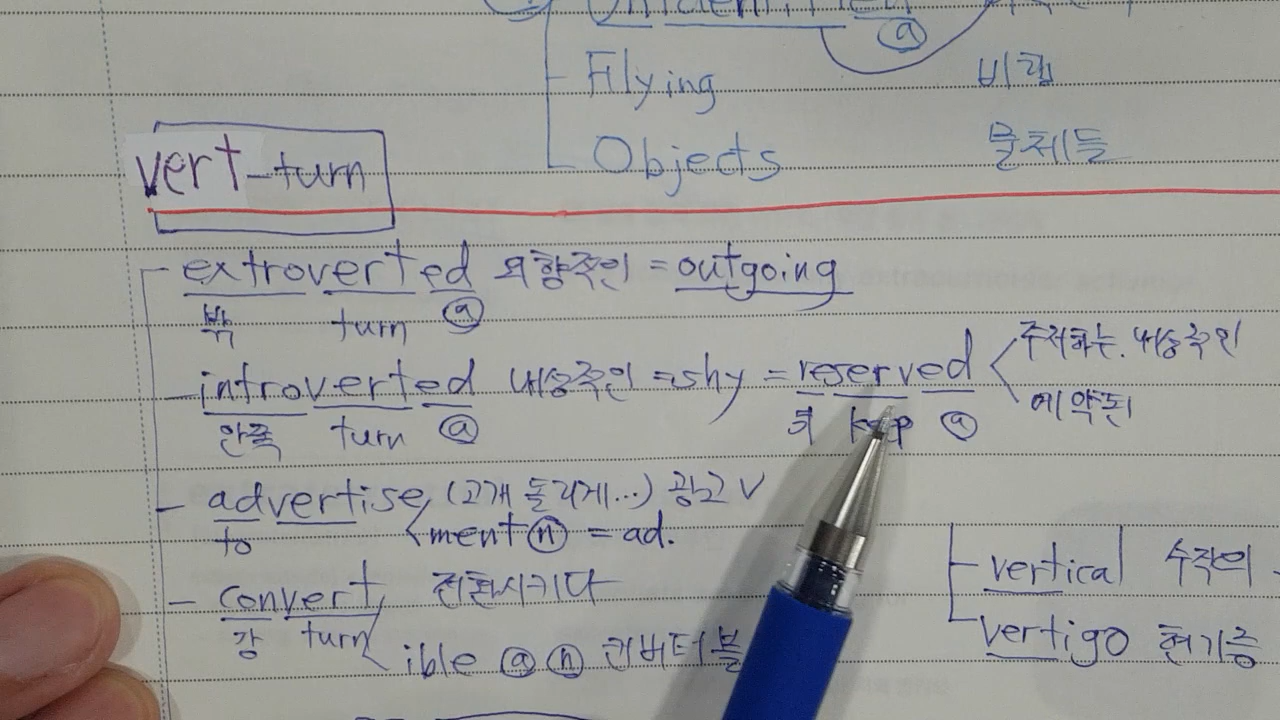 Unidentified
ⓐ
Flying 비행
Objects 물체들
vert - turn
- extroverted 외향적인 = outgoing
밖 turn ⓐ
- introverted 내성적인 = shy = reserved < 주저하는. 내성적인
예약된
안쪽 turn ⓐ 뒤 keep ⓐ
- advertise (고개 돌리게...) 광고 v
to ment ⓝ = ad.
- convert 전환시키다
강 turn ible ⓐ ⓝ 컨버터블
- vertical 수직의
vertigo 현기증